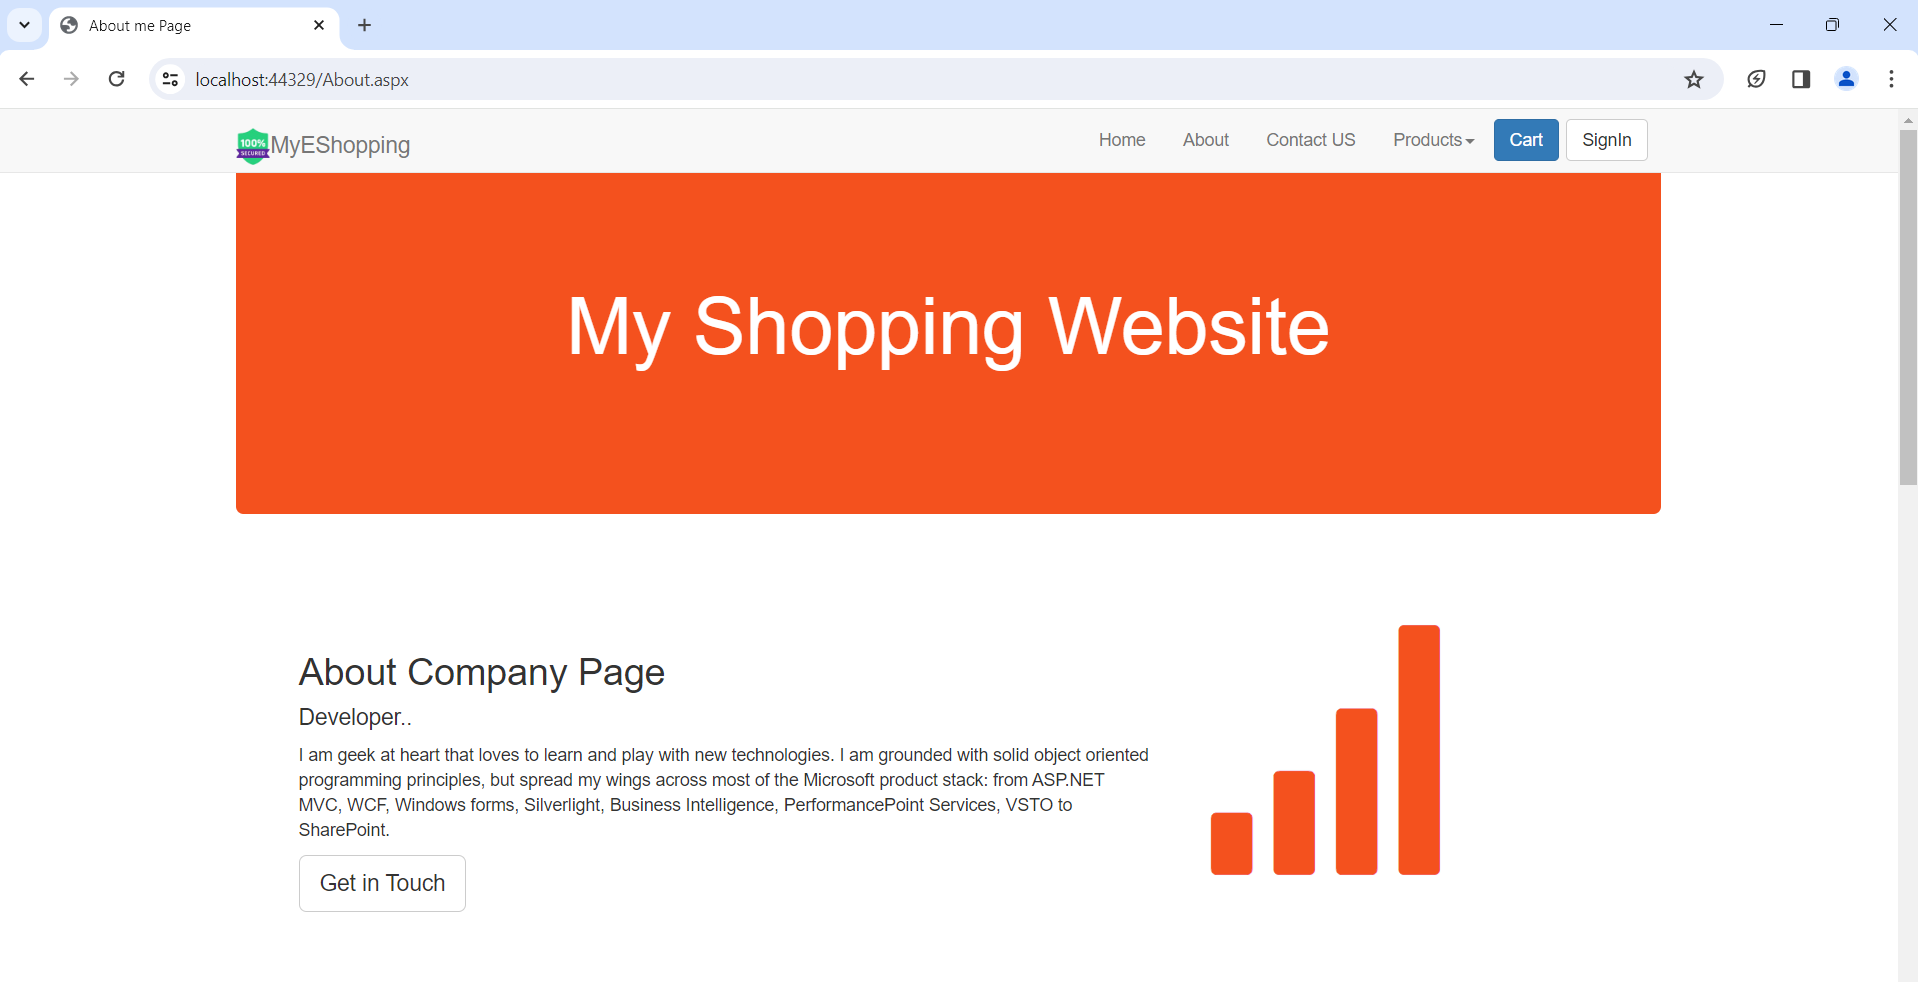 About me Page
localhost:44329/About.aspx
100%
SECURED
MyEShopping
Home About Contact US Products Cart SignIn
My Shopping Website
About Company Page
Developer..
I am geek at heart that loves to learn and play with new technologies. I am grounded with solid object oriented
programming principles, but spread my wings across most of the Microsoft product stack: from ASP.NET
MVC, WCF, Windows forms, Silverlight, Business Intelligence, PerformancePoint Services, VSTO to
SharePoint.
Get in Touch